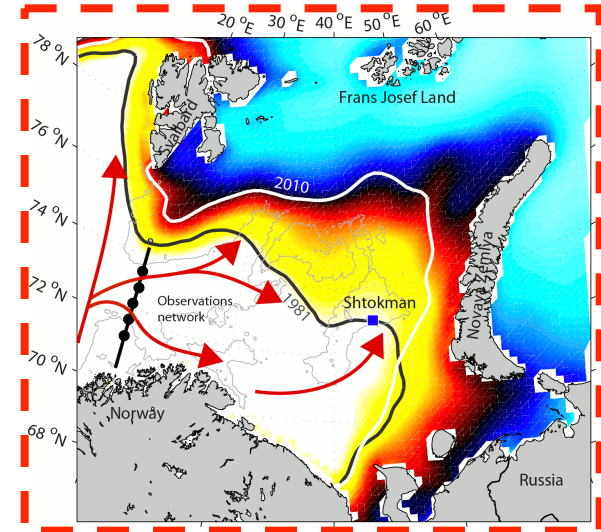 20 °E 30 °E 40 °E 50 °E 60 °E
78 °N
76 °N
74 °N
72 °N
70 °N
68 °N
Svalbard
Frans Josef Land
2010
Novaya Zemlya
1981
Observations
network
Shtokman
Norway
Russia